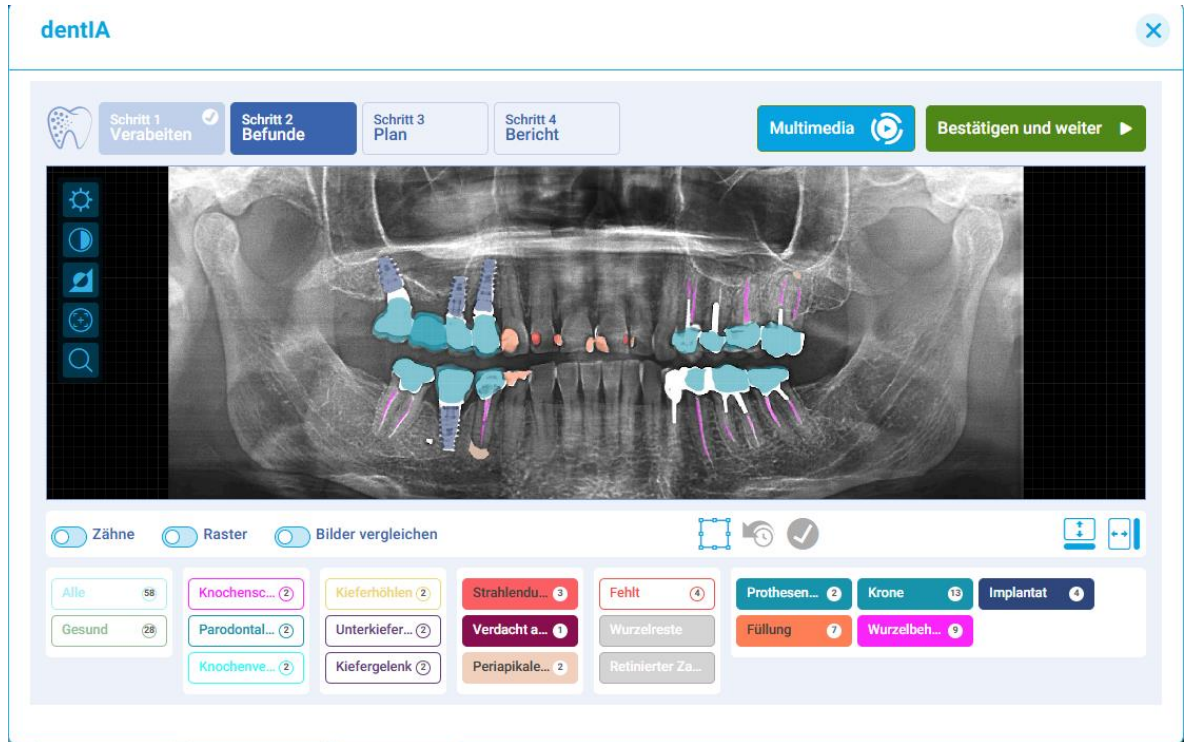 dentIA
Schritt 1
Verabeiten
Schritt 2
Befunde
Schritt 3
Plan
Schritt 4
Bericht
Multimedia
Bestätigen und weiter
Zähne
Raster
Bilder vergleichen
Alle 58
Gesund 28
Knochensc... 2
Parodontal... 2
Knochenve... 2
Kieferhöhlen 2
Unterkiefer... 2
Kiefergelenk 2
Strahlendu... 3
Verdacht a... 1
Periapikale... 2
Fehlt 4
Wurzelreste
Retinierter Za...
Prothesen... 2
Krone 13
Implantat 4
Füllung 7
Wurzelbeh... 9